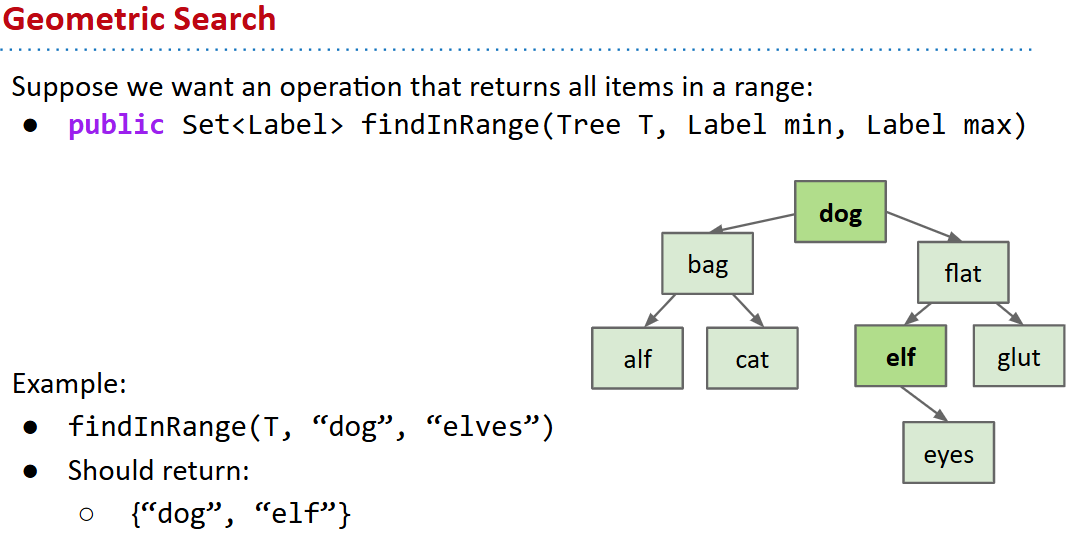 Geometric Search
Suppose we want an operation that returns all items in a range:
● public Set<Label> findInRange(Tree T, Label min, Label max)
dog
bag
flat
alf
cat
elf
glut
eyes
Example:
● findInRange(T, “dog”, “elves”)
● Should return:
○ {“dog”, “elf”}